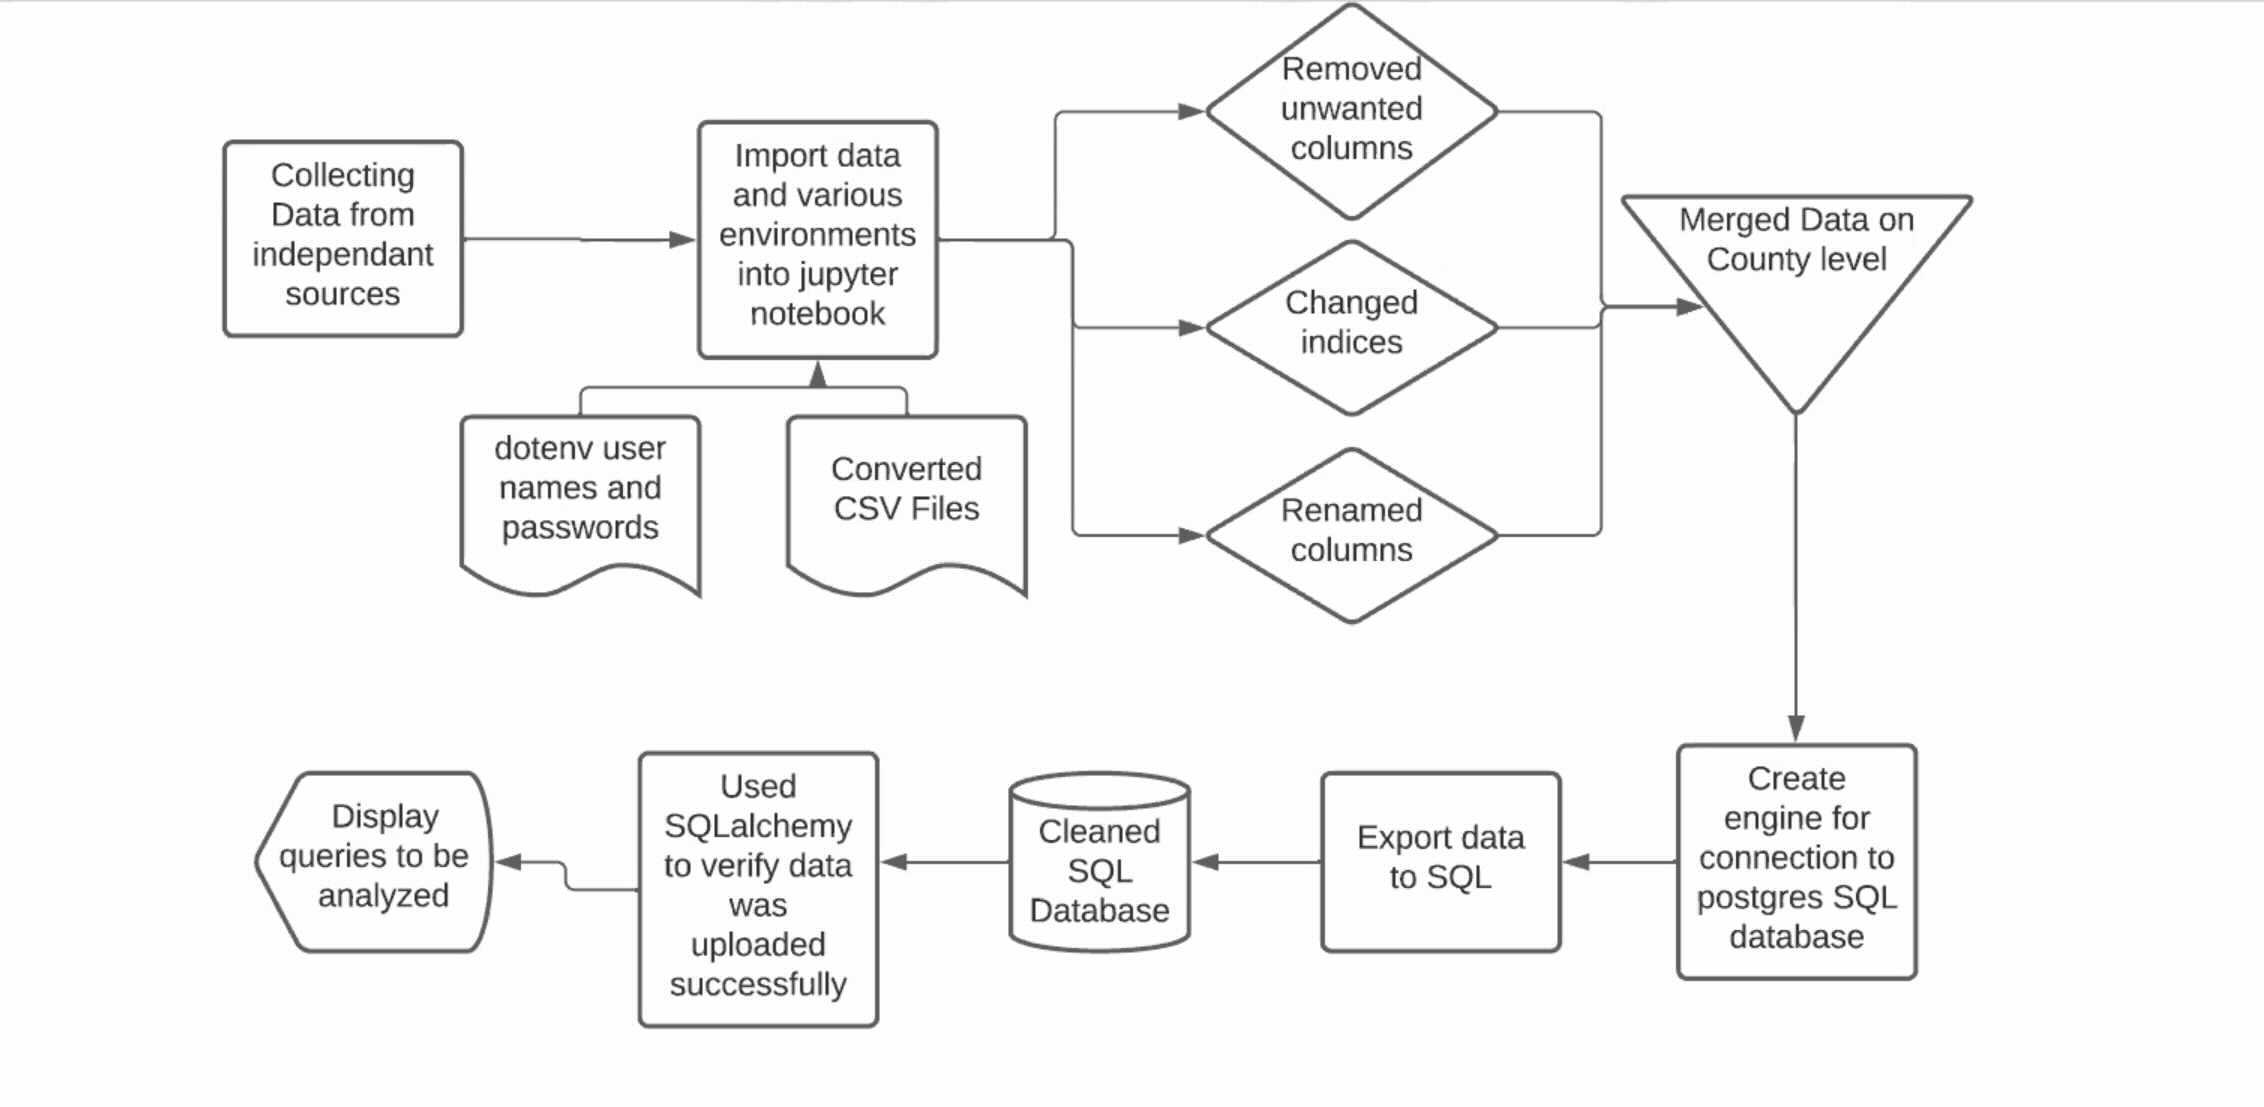 Collecting
Data from
independant
sources
Import data
and various
environments
into jupyter
notebook
dotenv user
names and
passwords
Converted
CSV Files
Removed
unwanted
columns
Changed
indices
Renamed
columns
Merged Data on
County level
Create
engine for
connection to
postgres SQL
database
Export data
to SQL
Cleaned
SQL
Database
Used
SQLalchemy
to verify data
was
uploaded
successfully
Display
queries to be
analyzed